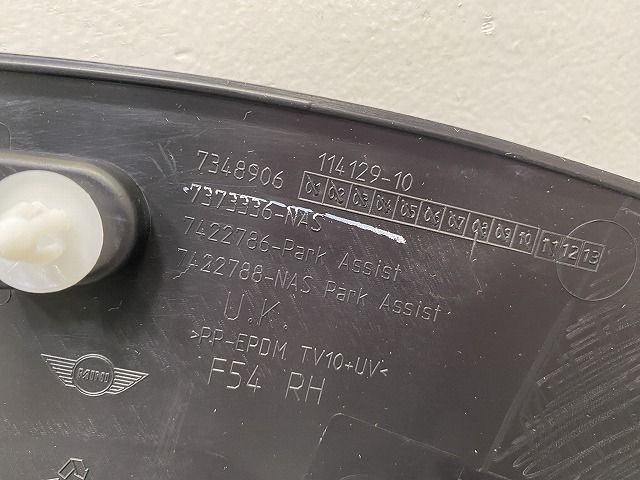 7348906
114129-10
01 02 03 04 05 06 07 08 09 10 11 12 13
7373336-NAS
7422786-Park Assist
7422788-NAS Park Assist
U.K.
>PP-EPDM TV10+UV<
F54 RH
MINI